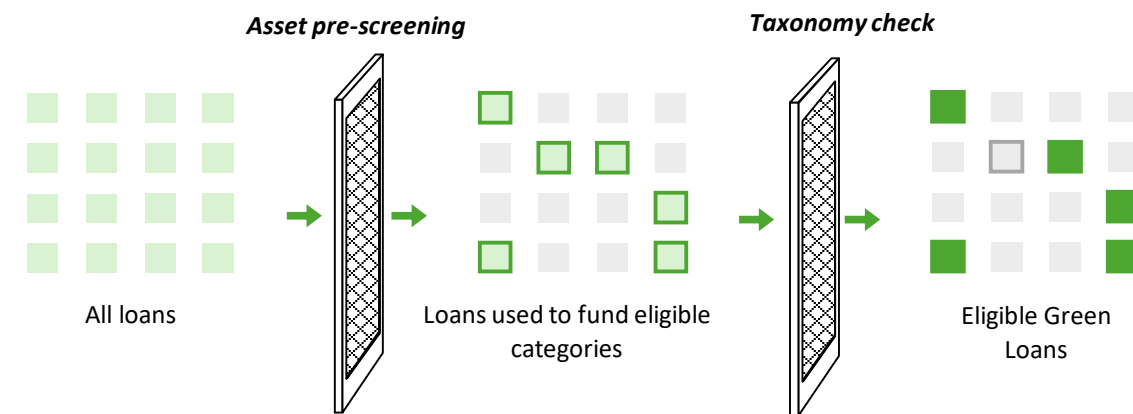 Asset pre-screening
Taxonomy check
All loans
Loans used to fund eligible
categories
Eligible Green
Loans